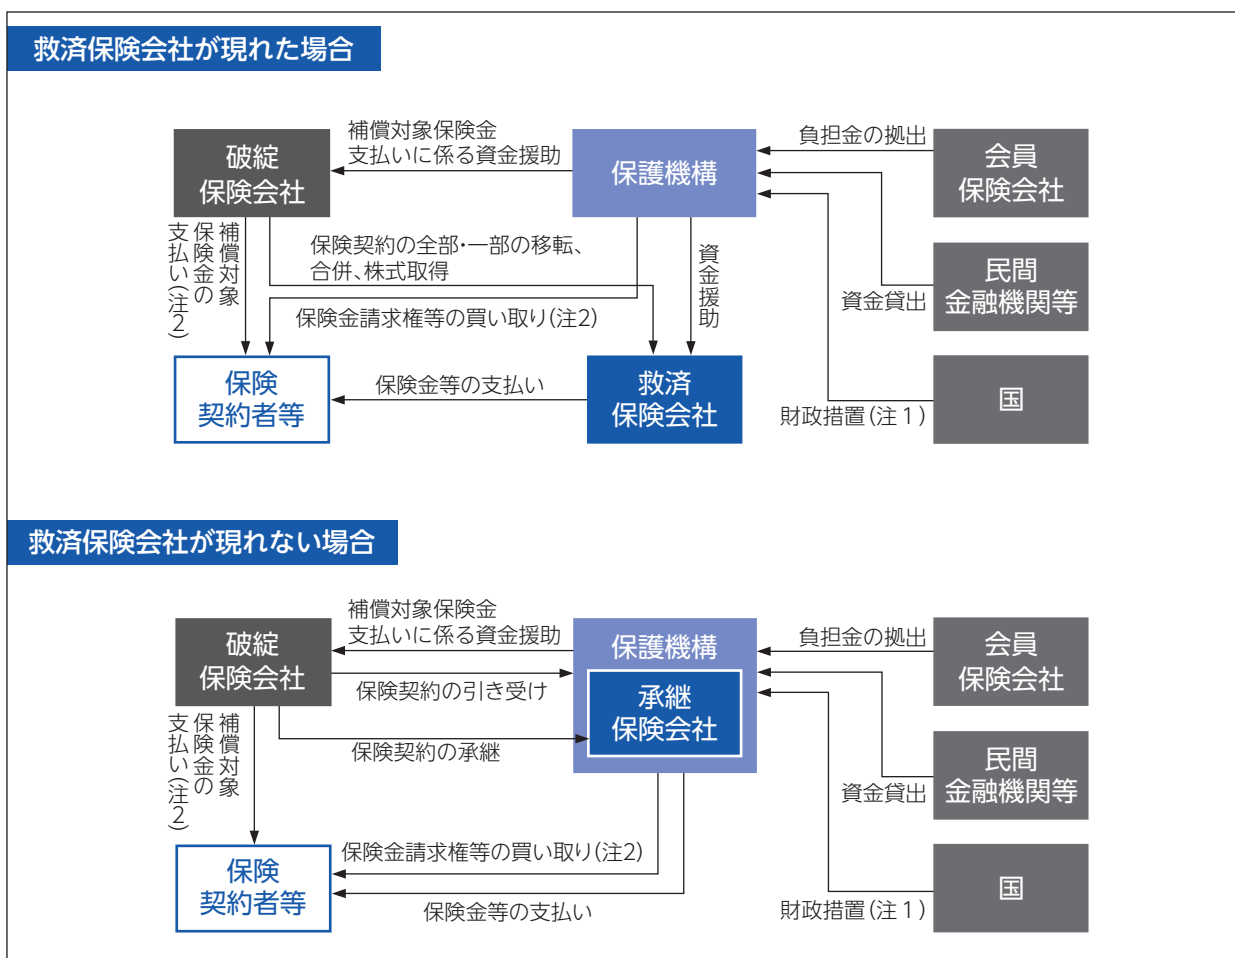 救済保険会社が現れた場合
補償対象保険金
支払いに係る資金援助
負担金の拠出
破綻
保険会社
保護機構
会員
保険会社
補償対象
保険金の
支払い(注2)
保険契約の全部・一部の移転、
合併、株式取得
資金援助
民間
金融機関等
資金貸出
保険金請求権等の買い取り(注2)
保険
契約者等
保険金等の支払い
救済
保険会社
国
財政措置(注1)
救済保険会社が現れない場合
補償対象保険金
支払いに係る資金援助
負担金の拠出
破綻
保険会社
保護機構
会員
保険会社
保険契約の引き受け
承継
保険会社
補償対象
保険金の
支払い(注2)
保険契約の承継
民間
金融機関等
資金貸出
保険金請求権等の買い取り(注2)
保険
契約者等
保険金等の支払い
国
財政措置(注1)